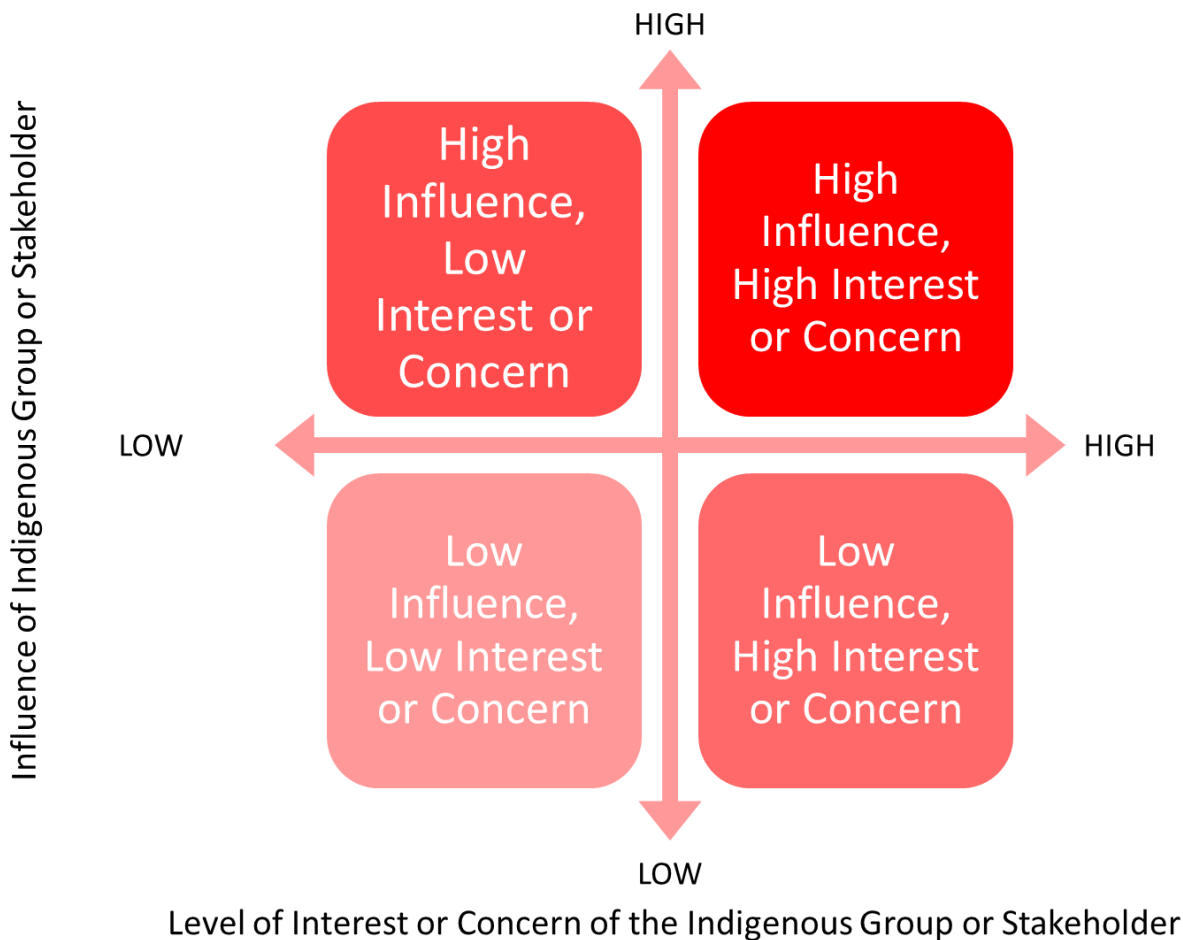 HIGH
Influence of Indigenous Group or Stakeholder
High
Influence,
Low
Interest or
Concern
High
Influence,
High Interest
or Concern
LOW
HIGH
Low
Influence,
Low Interest
or Concern
Low
Influence,
High Interest
or Concern
LOW
Level of Interest or Concern of the Indigenous Group or Stakeholder